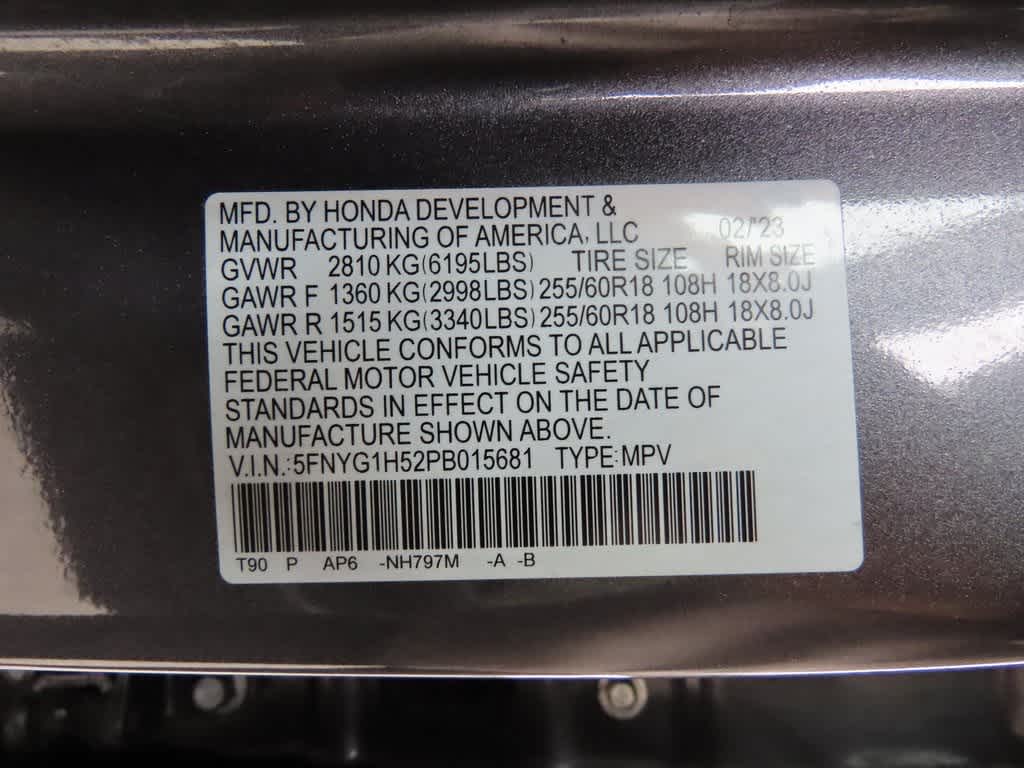 MFD. BY HONDA DEVELOPMENT &
MANUFACTURING OF AMERICA, LLC 02/'23
GVWR 2810 KG(6195LBS) TIRE SIZE RIM SIZE
GAWR F 1360 KG(2998LBS) 255/60R18 108H 18X8.0J
GAWR R 1515 KG(3340LBS) 255/60R18 108H 18X8.0J
THIS VEHICLE CONFORMS TO ALL APPLICABLE
FEDERAL MOTOR VEHICLE SAFETY
STANDARDS IN EFFECT ON THE DATE OF
MANUFACTURE SHOWN ABOVE.
V.I.N.:5FNYG1H52PB015681 TYPE:MPV
T90 P AP6 -NH797M -A -B